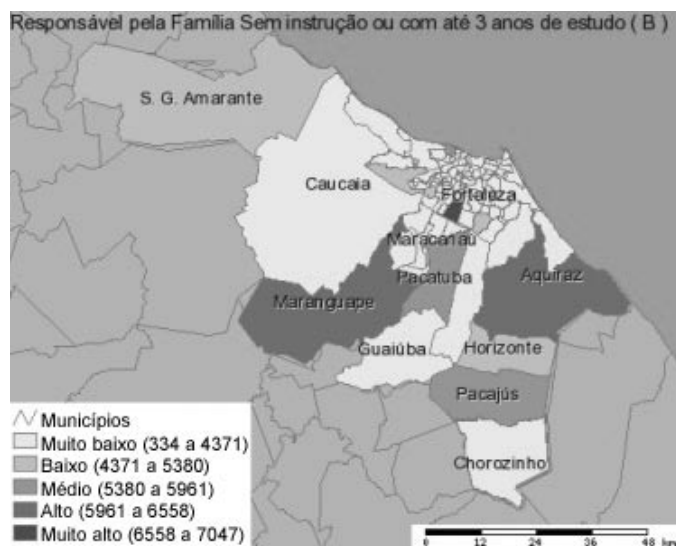 Responsável pela Família Sem instrução ou com até 3 anos de estudo ( B )
S. G. Amarante
Caucaia
Fortaleza
Maracanaú
Pacatuba
Aquiraz
Maranguape
Guaiúba
Horizonte
Pacajús
Chorozinho
Municípios
Muito baixo (334 a 4371)
Baixo (4371 a 5380)
Médio (5380 a 5961)
Alto (5961 a 6558)
Muito alto (6558 a 7047)
0 12 24 36 48 km